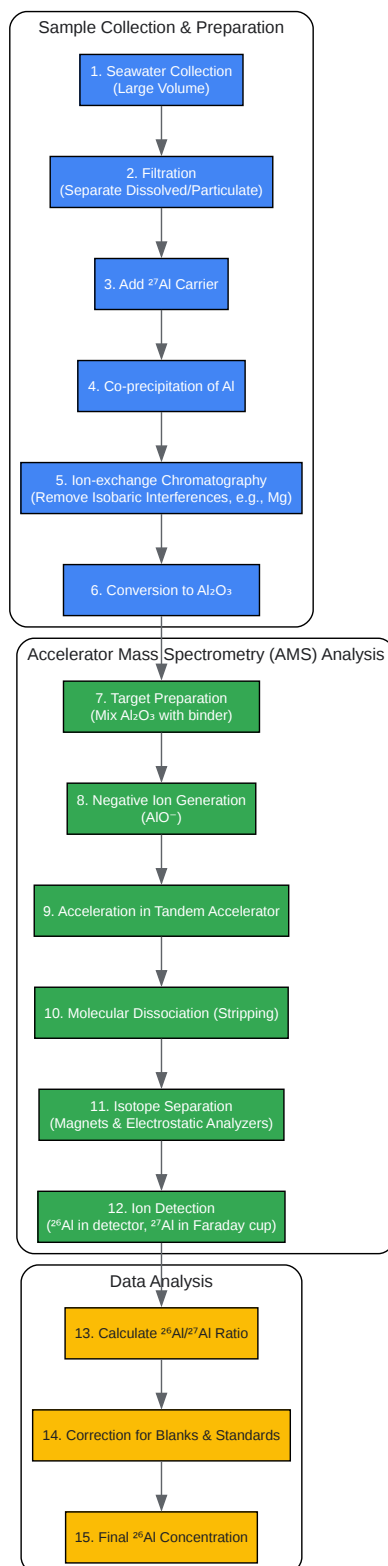 Sample Collection & Preparation
1. Seawater Collection
(Large Volume)
2. Filtration
(Separate Dissolved/Particulate)
3. Add ²⁷Al Carrier
4. Co-precipitation of Al
5. Ion-exchange Chromatography
(Remove Isobaric Interferences, e.g., Mg)
6. Conversion to Al₂O₃
Accelerator Mass Spectrometry (AMS) Analysis
7. Target Preparation
(Mix Al₂O₃ with binder)
8. Negative Ion Generation
(AlO⁻)
9. Acceleration in Tandem Accelerator
10. Molecular Dissociation (Stripping)
11. Isotope Separation
(Magnets & Electrostatic Analyzers)
12. Ion Detection
(²⁶Al in detector, ²⁷Al in Faraday cup)
Data Analysis
13. Calculate ²⁶Al/²⁷Al Ratio
14. Correction for Blanks & Standards
15. Final ²⁶Al Concentration